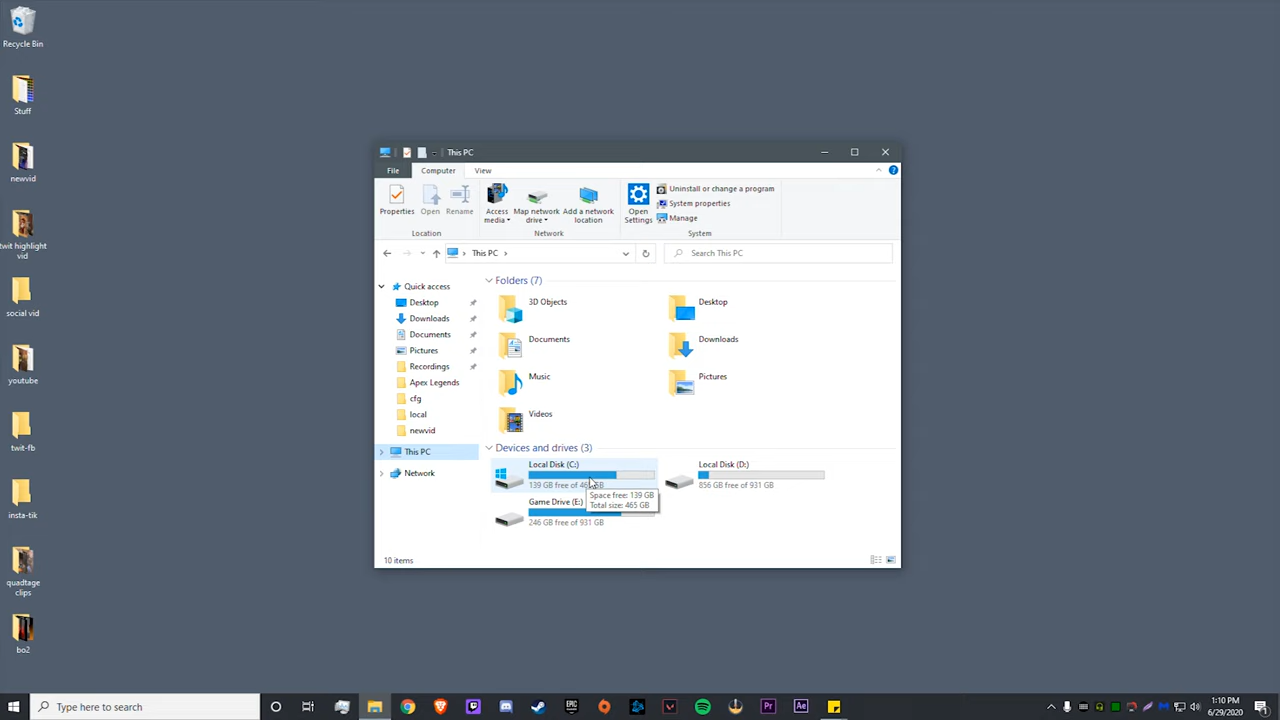 Recycle Bin
Stuff
newvid
twit highlight
vid
social vid
youtube
twit-fb
insta-tik
quadtage
clips
bo2
This PC
File
Computer
View
Properties
Open
Rename
Access
media
Map network
drive
Add a network
location
Open
Settings
Uninstall or change a program
System properties
Manage
Location
Network
System
This PC
Search This PC
Quick access
Desktop
Downloads
Documents
Pictures
Recordings
Apex Legends
cfg
local
newvid
This PC
Network
Folders (7)
3D Objects
Desktop
Documents
Downloads
Music
Pictures
Videos
Devices and drives (3)
Local Disk (C:)
139 GB free of 465 GB
Local Disk (D:)
856 GB free of 931 GB
Space free: 139 GB
Total size: 465 GB
Game Drive (E:)
246 GB free of 931 GB
10 items
Type here to search
EPIC
Pr
Ae
1:10 PM
6/29/2020